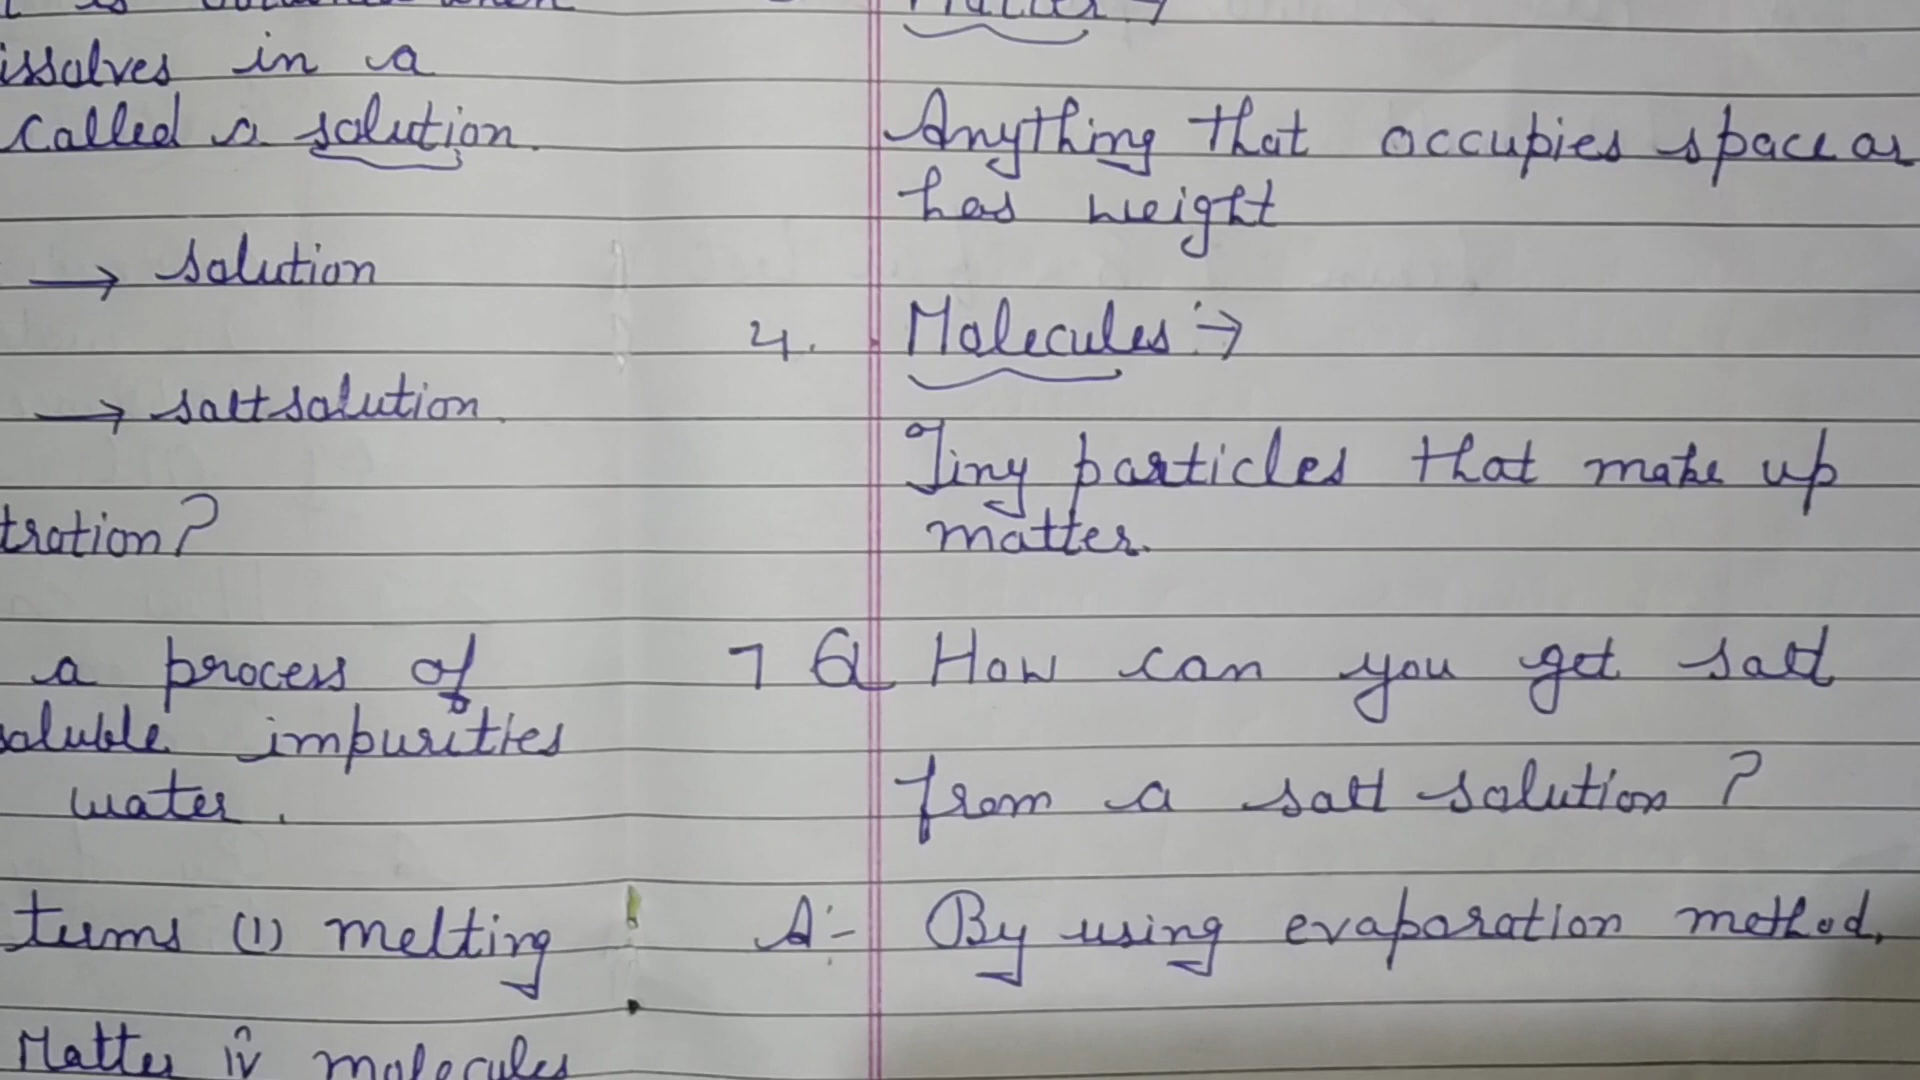 issolves in a
called a solution.
→ solution
→ salt solution.
tration?
a process of
soluble impurities
water.
terms (1) melting
Matter iv molecules
Matter →
Anything that occupies space or
has weight
4. Molecules :→
Tiny particles that make up
matter.
7 Q How can you get salt
from a salt solution ?
A:- By using evaporation method.